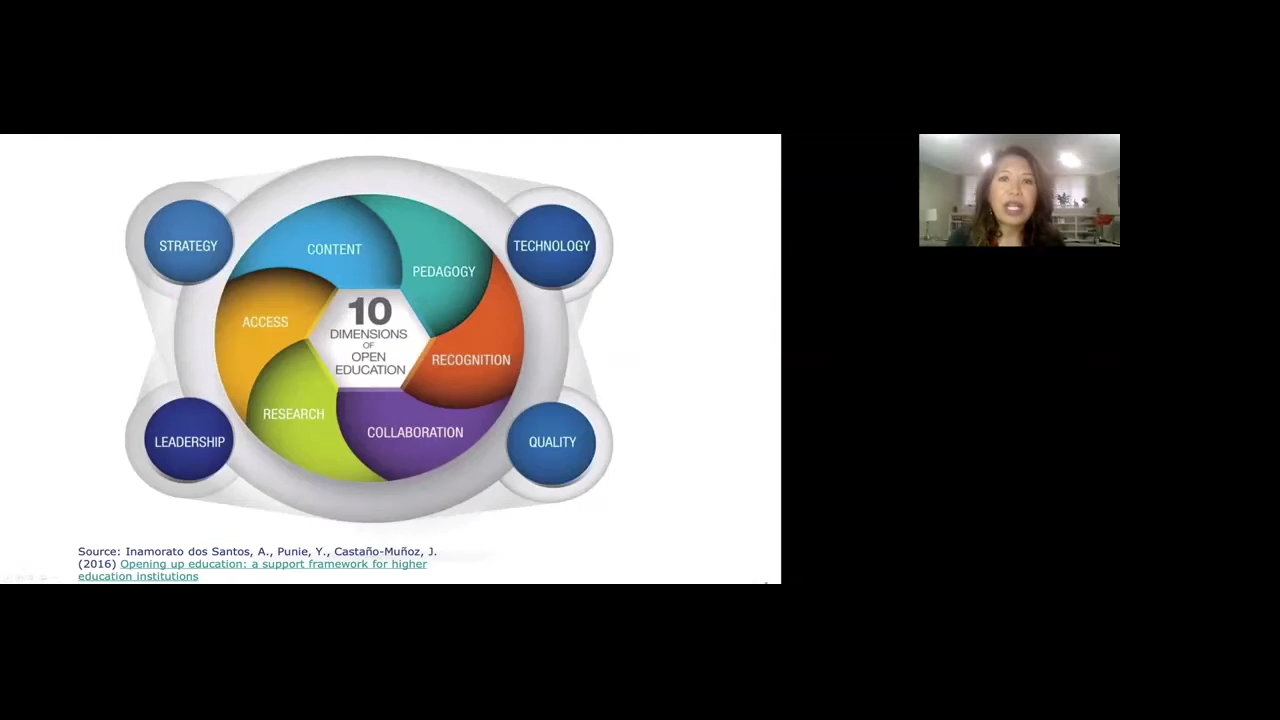 STRATEGY
CONTENT
PEDAGOGY
TECHNOLOGY
ACCESS
10
DIMENSIONS
OF
OPEN
EDUCATION
RECOGNITION
RESEARCH
COLLABORATION
LEADERSHIP
QUALITY
Source: Inamorato dos Santos, A., Punie, Y., Castaño-Muñoz, J.
(2016) Opening up education: a support framework for higher
education institutions